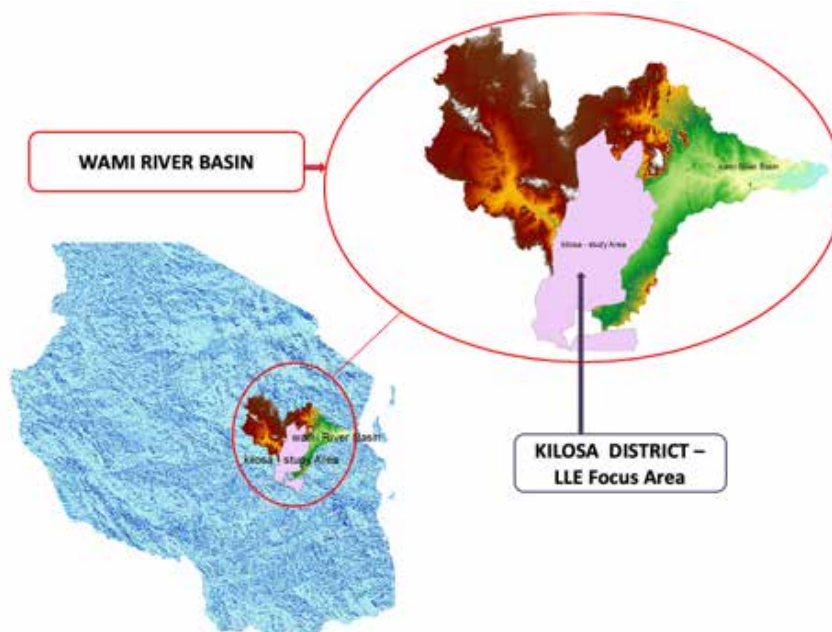 WAMI RIVER BASIN
wami River Basin
kilosa - study Area
wami River Basin
kilosa - study Area
KILOSA DISTRICT –
LLE Focus Area